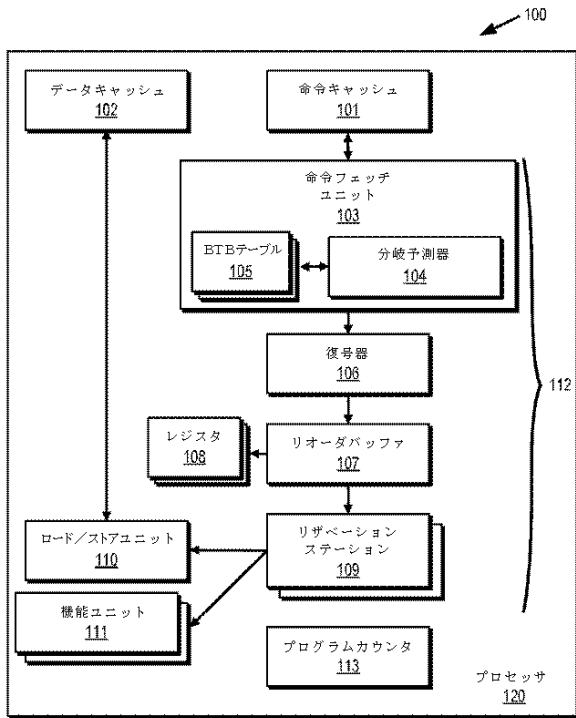 100
データキャッシュ
102
命令キャッシュ
101
命令フェッチ
ユニット
103
BTBテーブル
105
分岐予測器
104
復号器
106
112
レジスタ
108
リオーダバッファ
107
ロード/ストアユニット
110
リザベーション
ステーション
109
機能ユニット
111
プログラムカウンタ
113
プロセッサ
120